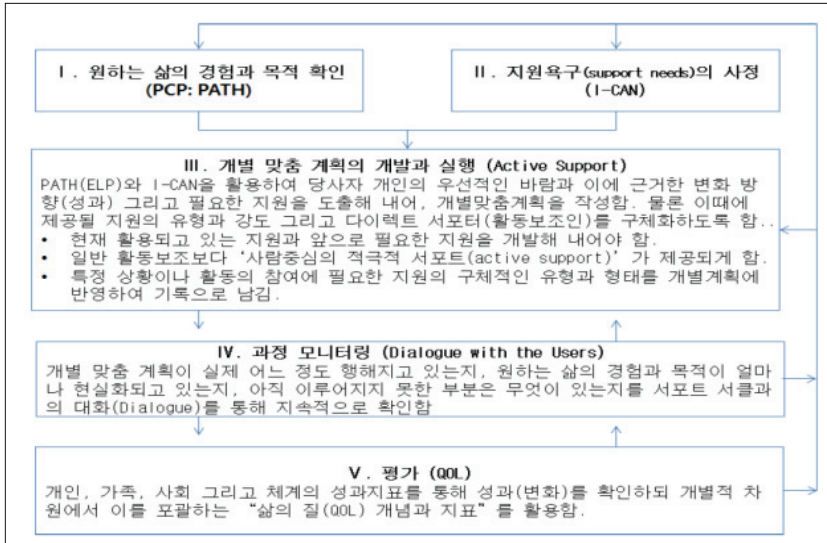 Ⅰ. 원하는 삶의 경험과 목적 확인
(PCP: PATH)
Ⅱ. 지원욕구(support needs)의 사정
(I-CAN)
Ⅲ. 개별 맞춤 계획의 개발과 실행 (Active Support)
PATH(ELP)와 I-CAN을 활용하여 당사자 개인의 우선적인 바람과 이에 근거한 변화 방
향(성과) 그리고 필요한 지원을 도출해 내어, 개별맞춤계획을 작성함. 물론 이때에
제공될 지원의 유형과 강도 그리고 다이렉트 서포터(활동보조인)를 구체화하도록 함..
• 현재 활용되고 있는 지원과 앞으로 필요한 지원을 개발해 내어야 함.
• 일반 활동보조보다 ‘사람중심의 적극적 서포트(active support)’가 제공되게 함.
• 특정 상황이나 활동의 참여에 필요한 지원의 구체적인 유형과 형태를 개별계획에
반영하여 기록으로 남김.
Ⅳ. 과정 모니터링 (Dialogue with the Users)
개별 맞춤 계획이 실제 어느 정도 행해지고 있는지, 원하는 삶의 경험과 목적이 얼마
나 현실화되고 있는지, 아직 이루어지지 못한 부분은 무엇이 있는지를 서포트 서클과
의 대화(Dialogue)를 통해 지속적으로 확인함
Ⅴ. 평가 (QOL)
개인, 가족, 사회 그리고 체계의 성과지표를 통해 성과(변화)를 확인하되 개별적 차
원에서 이를 포괄하는 “삶의 질(QOL) 개념과 지표”를 활용함.